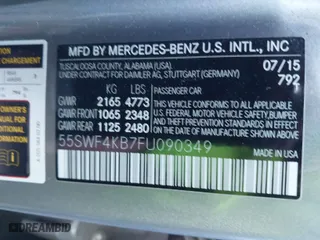 CHARGEMENT
MFD BY MERCEDES-BENZ U.S. INTL., INC
TUSCALOOSA COUNTY, ALABAMA (USA)
UNDER CONTRACT FOR DAIMLER AG, STUTTGART (GERMANY)
07/15
792
KG LBS
PASSENGER CAR
GVWR 2165 4773
GAWR FRONT 1065 2348
GAWR REAR 1125 2480
THIS VEHICLE CONFORMS TO ALL APPLICABLE
U.S. FEDERAL MOTOR VEHICLE SAFETY, BUMPER
AND THEFT PREVENTION STANDARDS IN EFFECT
ON THE DATE OF MANUFACTURE SHOWN ABOVE.
55SWF4KB7FU090349
OWNER'S
MANUAL
DREAMBID